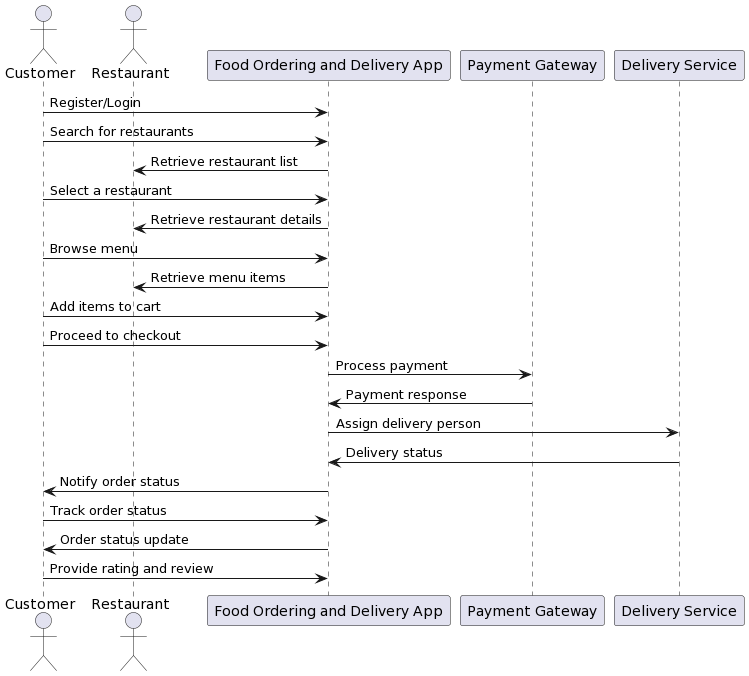 Customer
Restaurant
Food Ordering and Delivery App
Payment Gateway
Delivery Service
Register/Login
Search for restaurants
Retrieve restaurant list
Select a restaurant
Retrieve restaurant details
Browse menu
Retrieve menu items
Add items to cart
Proceed to checkout
Process payment
Payment response
Assign delivery person
Delivery status
Notify order status
Track order status
Order status update
Provide rating and review
Customer
Restaurant
Food Ordering and Delivery App
Payment Gateway
Delivery Service